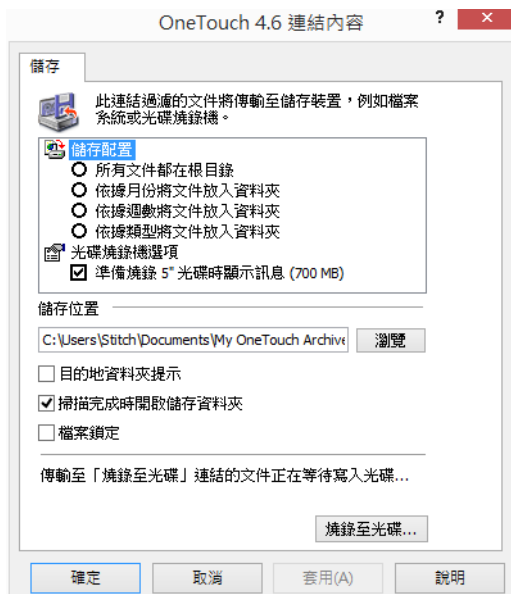 OneTouch 4.6 連結內容
?
×
儲存
此連結過濾的文件將傳輸至儲存裝置，例如檔案
系統或光碟燒錄機。
儲存配置
所有文件都在根目錄
依據月份將文件放入資料夾
依據週數將文件放入資料夾
依據類型將文件放入資料夾
光碟燒錄機選項
準備燒錄 5" 光碟時顯示訊息 (700 MB)
儲存位置
C:\Users\Stitch\Documents\My OneTouch Archive
瀏覽
目的地資料夾提示
掃描完成時開啟儲存資料夾
檔案鎖定
傳輸至「燒錄至光碟」連結的文件正在等待寫入光碟...
燒錄至光碟...
確定 取消 套用(A) 說明